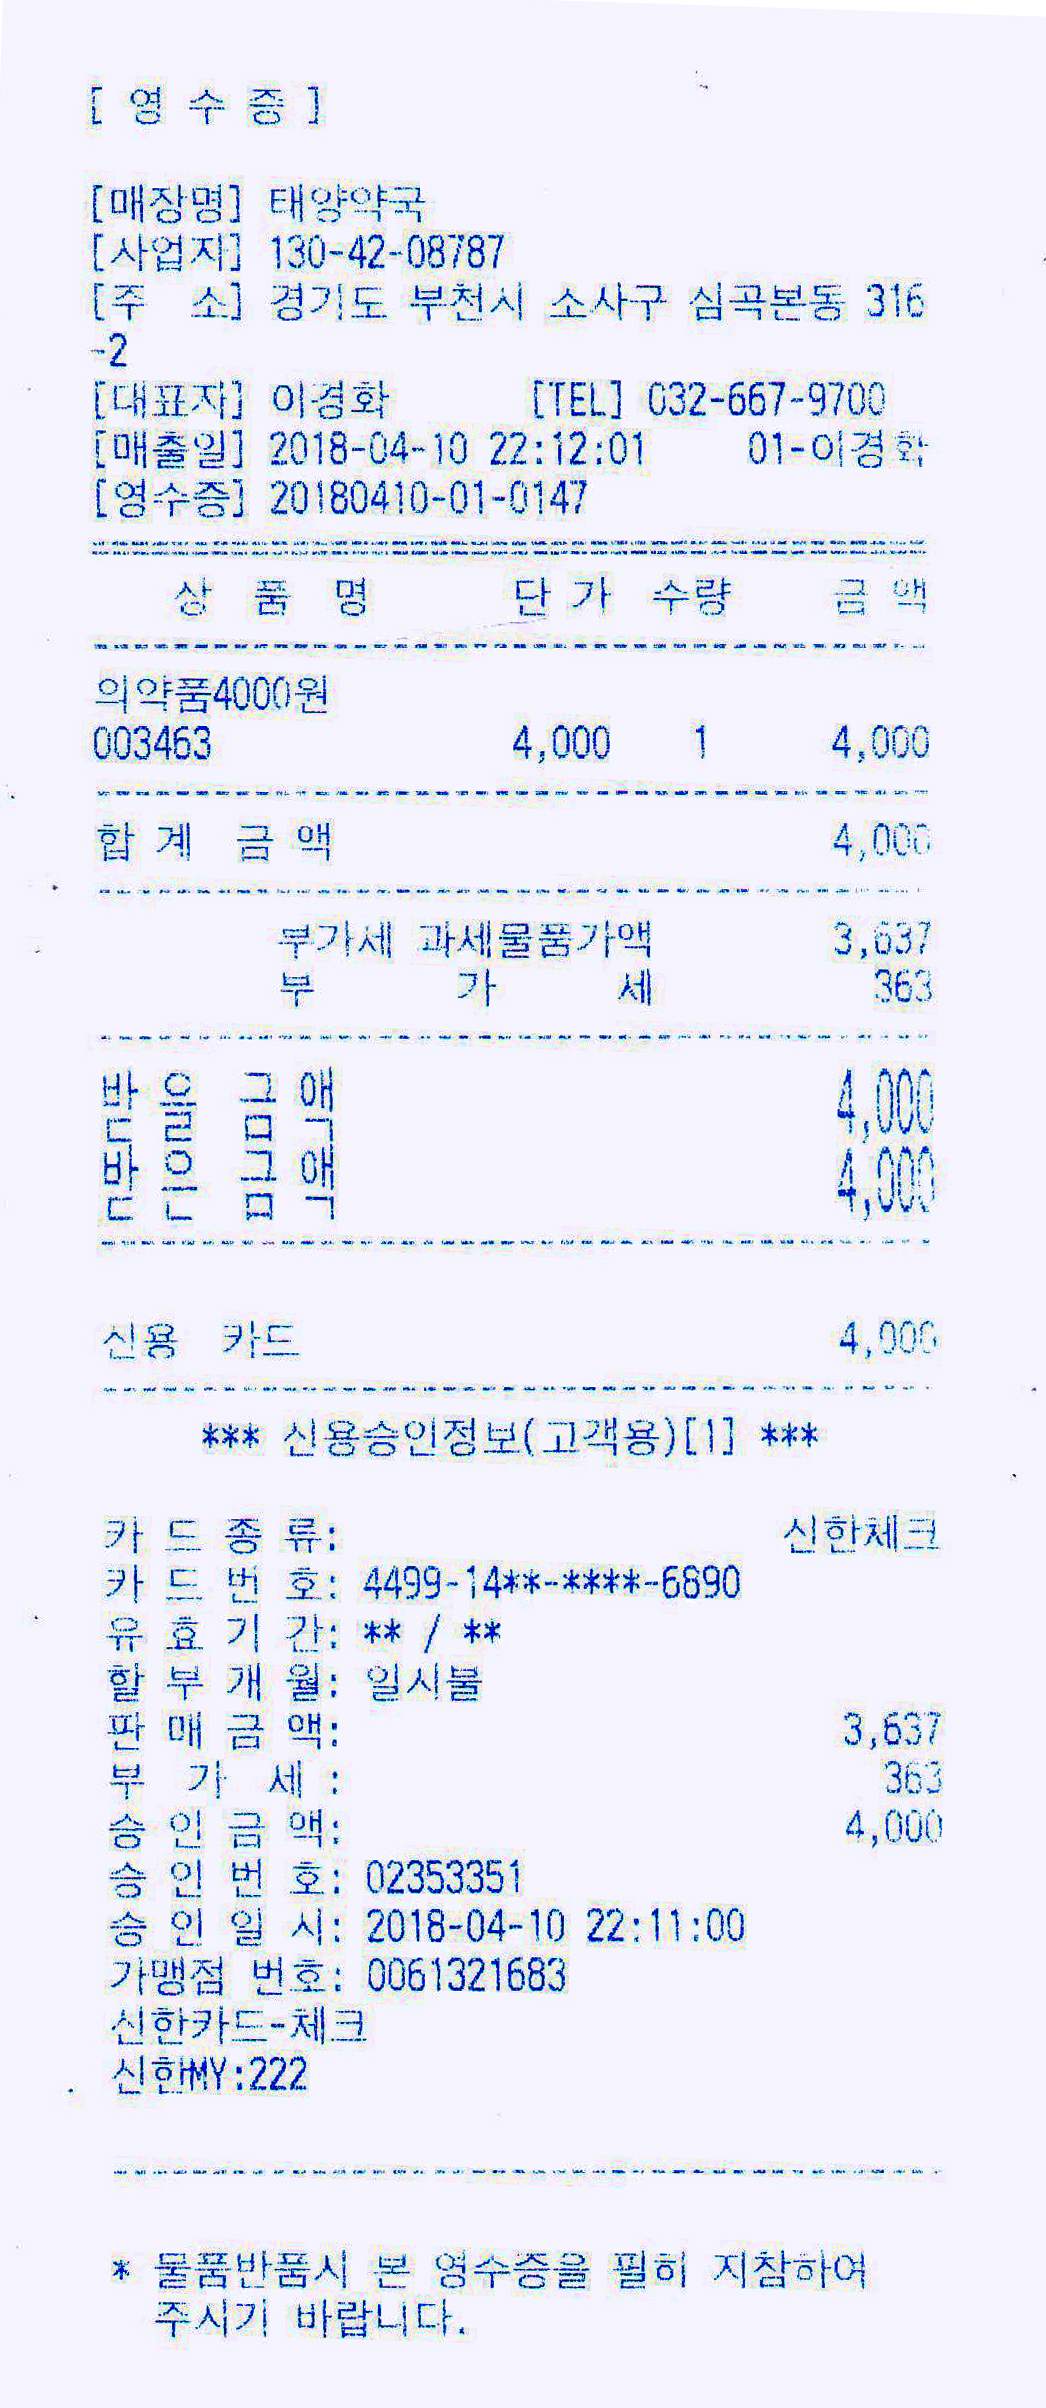 [ 영 수 증 ]
[매장명] 태양약국
[사업자] 130-42-08787
[주 소] 경기도 부천시 소사구 심곡본동 316
-2
[대표자] 이경화 [TEL] 032-667-9700
[매출일] 2018-04-10 22:12:01 01-이경화
[영수증] 20180410-01-0147
상 품 명 단 가 수량 금 액
의약품4000원
003463 4,000 1 4,000
합 계 금 액 4,000
부가세 과세물품가액 3,637
부 가 세 363
받 을 금 액 4,000
받 은 금 액 4,000
신용 카드 4,000
*** 신용승인정보(고객용)[1] ***
카 드 종 류: 신한체크
카 드 번 호: 4499-14**-****-6890
유 효 기 간: ** / **
할 부 개 월: 일시불
판 매 금 액: 3,637
부 가 세 : 363
승 인 금 액: 4,000
승 인 번 호: 02353351
승 인 일 시: 2018-04-10 22:11:00
가맹점 번호: 0061321683
신한카드-체크
신한MY:222
* 물품반품시 본 영수증을 필히 지참하여
주시기 바랍니다.